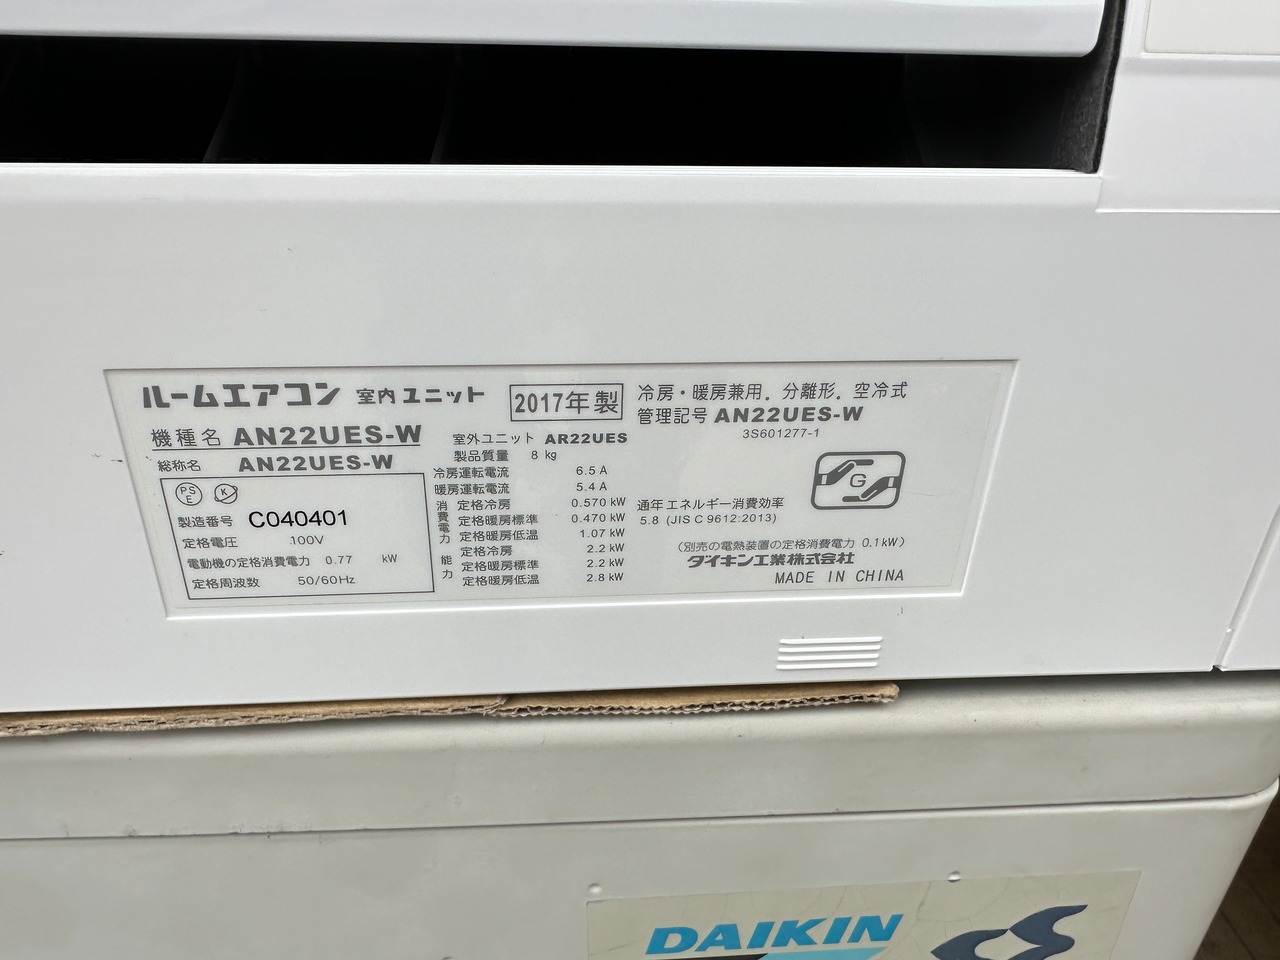 ルームエアコン 室内ユニット 2017年製 冷房・暖房兼用．分離形．空冷式
管理記号 AN22UES-W
3S601277-1
機種名 AN22UES-W
総称名 AN22UES-W
PS
E
K
製造番号 C040401
定格電圧 100V
電動機の定格消費電力 0.77 kW
定格周波数 50/60Hz
室外ユニット AR22UES
製品質量 8 kg
冷房運転電流 6.5 A
暖房運転電流 5.4 A
消費電力 定格冷房 0.570 kW
定格暖房標準 0.470 kW
定格暖房低温 1.07 kW
能力 定格冷房 2.2 kW
定格暖房標準 2.2 kW
定格暖房低温 2.8 kW
G
通年エネルギー消費効率
5.8 (JIS C 9612:2013)
(別売の電熱装置の定格消費電力 0.1kW)
ダイキン工業株式会社
MADE IN CHINA
DAIKIN